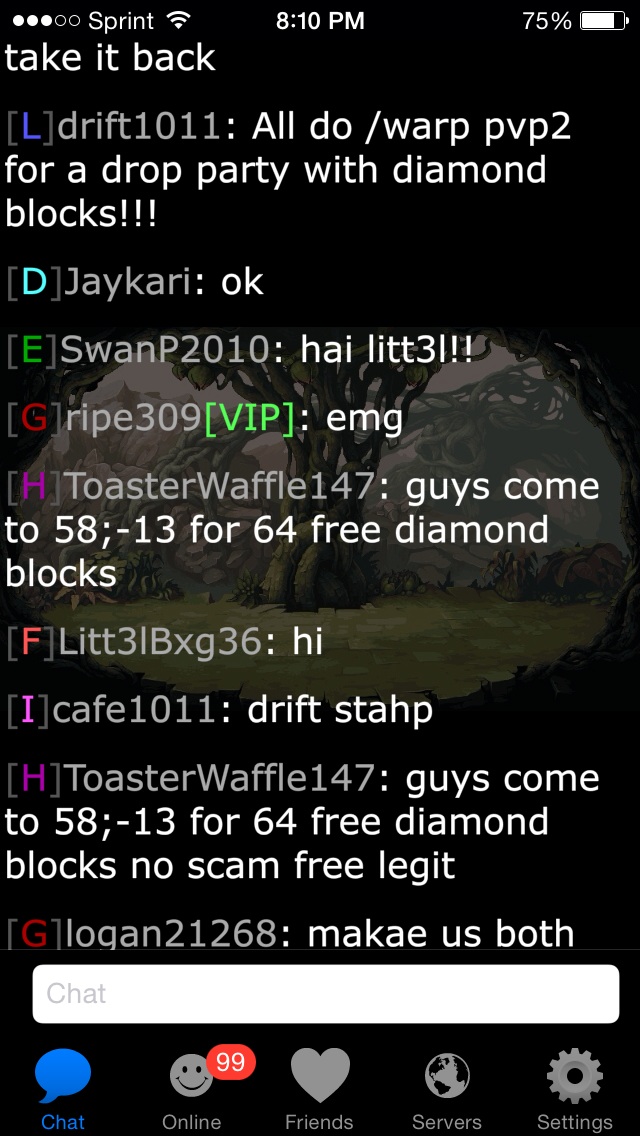 Sprint 8:10 PM 75%
take it back
[L]drift1011: All do /warp pvp2
for a drop party with diamond
blocks!!!
[D]Jaykari: ok
[E]SwanP2010: hai litt3l!!
[G]ripe309[VIP]: emg
[H]ToasterWaffle147: guys come
to 58;-13 for 64 free diamond
blocks
[F]Litt3lBxg36: hi
[I]cafe1011: drift stahp
[H]ToasterWaffle147: guys come
to 58;-13 for 64 free diamond
blocks no scam free legit
[G]logan21268: makae us both
Chat
99
Chat Online Friends Servers Settings